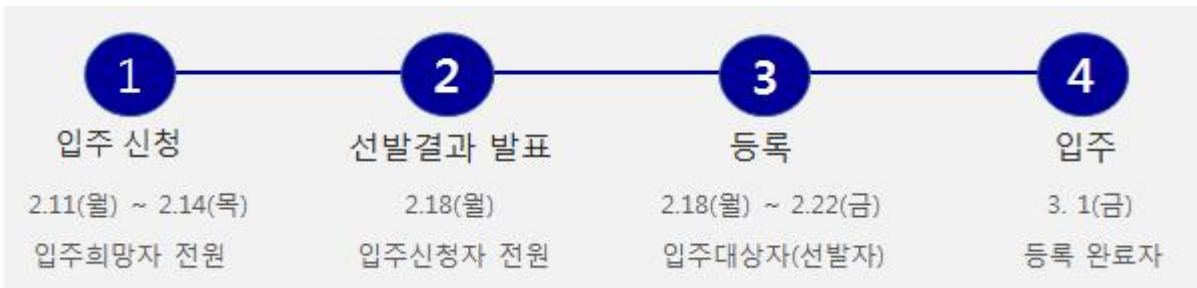 1 2 3 4
입주 신청 선발결과 발표 등록 입주
2.11(월) ~ 2.14(목) 2.18(월) 2.18(월) ~ 2.22(금) 3. 1(금)
입주희망자 전원 입주신청자 전원 입주대상자(선발자) 등록 완료자